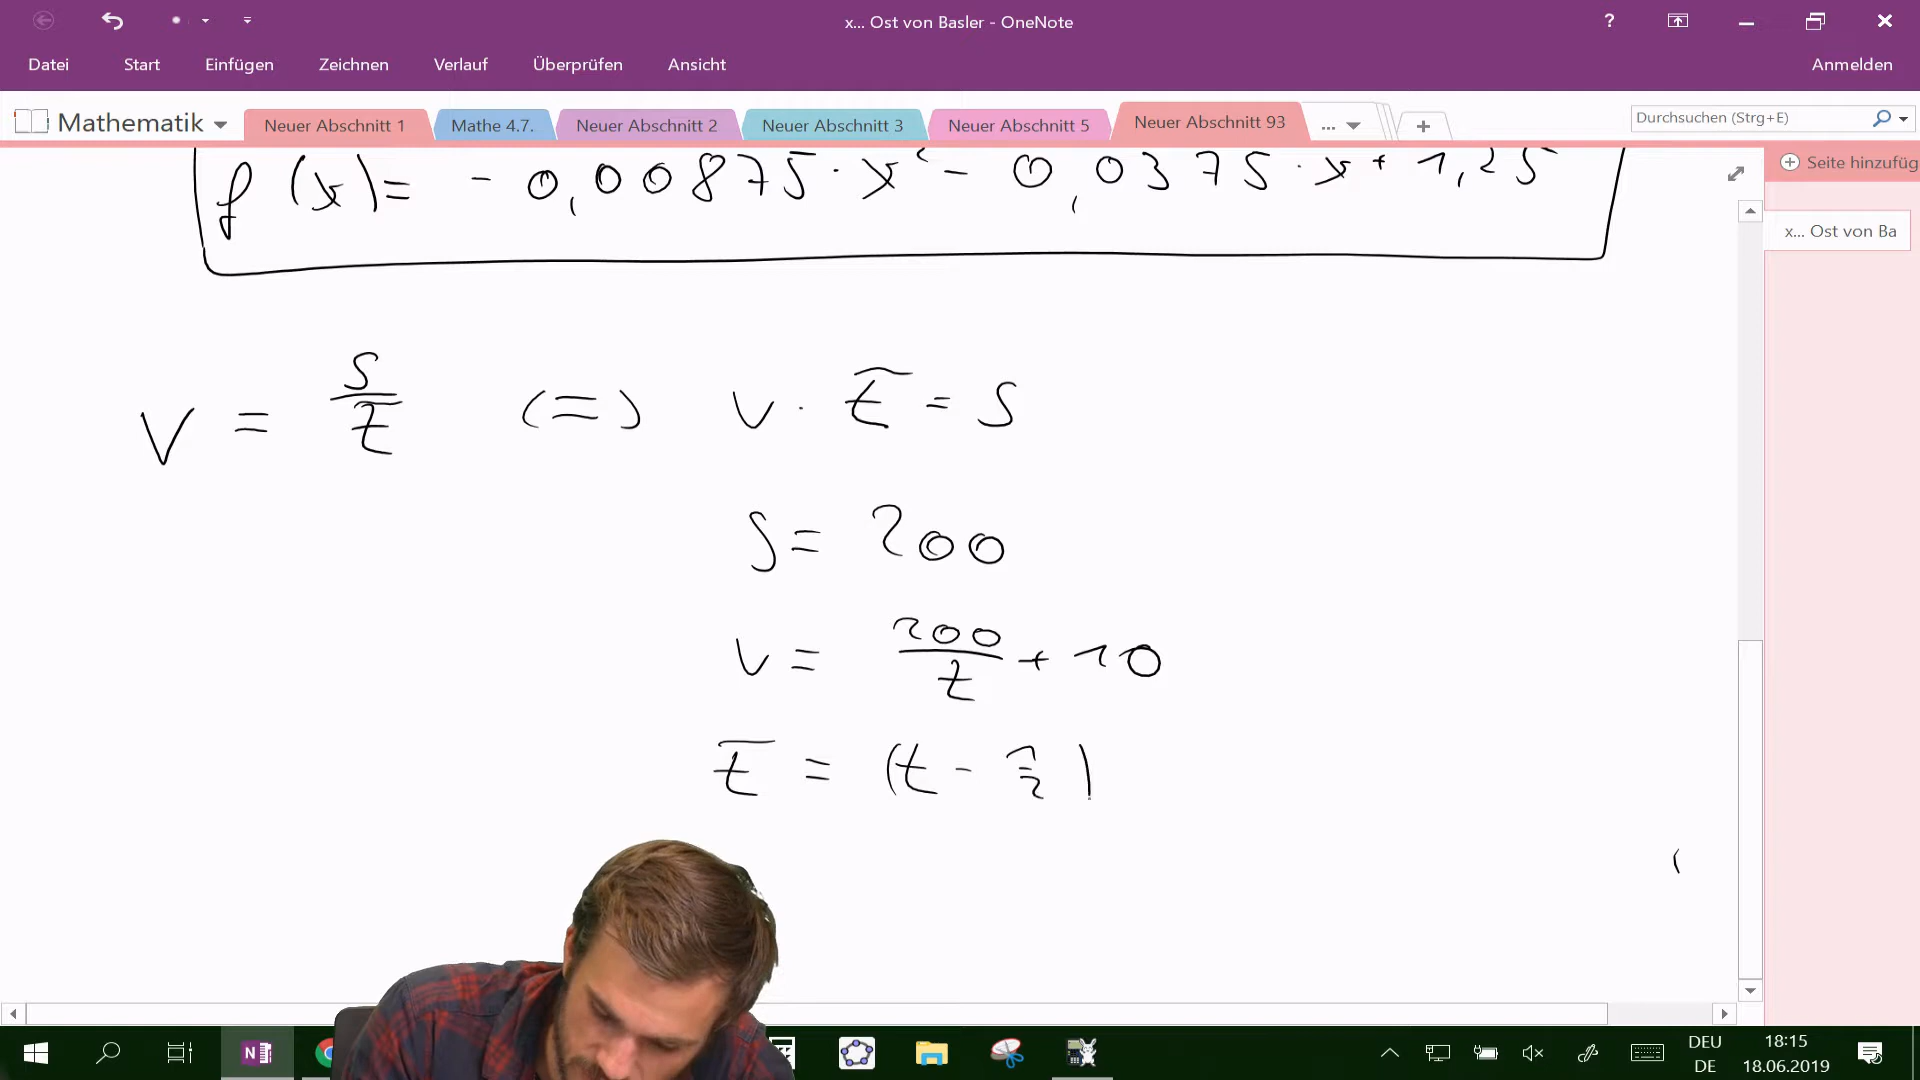 x... Ost von Basler - OneNote
?
Datei Start Einfügen Zeichnen Verlauf Überprüfen Ansicht Anmelden
Mathematik Neuer Abschnitt 1 Mathe 4.7. Neuer Abschnitt 2 Neuer Abschnitt 3 Neuer Abschnitt 5 Neuer Abschnitt 93 ... + Durchsuchen (Strg+E)
Seite hinzufüg
x... Ost von Ba
f(x)= - 0,00875·x² - 0,0375·x + 1,25
v = s/t̄ (=) v · t̄ = s
s = 200
v = 200/t + 10
t̄ = (t - 1/2)
(
N
DEU
DE
18:15
18.06.2019